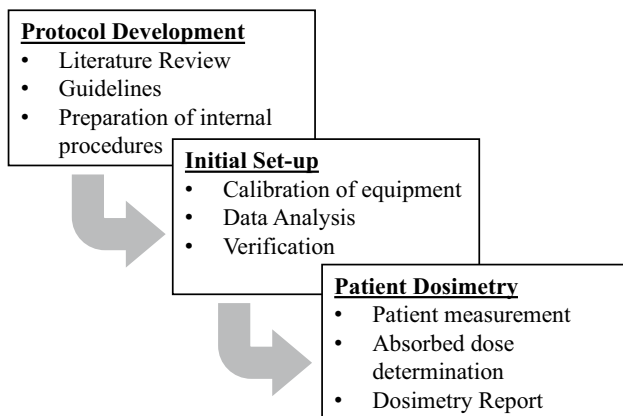 Protocol Development
• Literature Review
• Guidelines
• Preparation of internal
procedures
Initial Set-up
• Calibration of equipment
• Data Analysis
• Verification
Patient Dosimetry
• Patient measurement
• Absorbed dose
determination
• Dosimetry Report